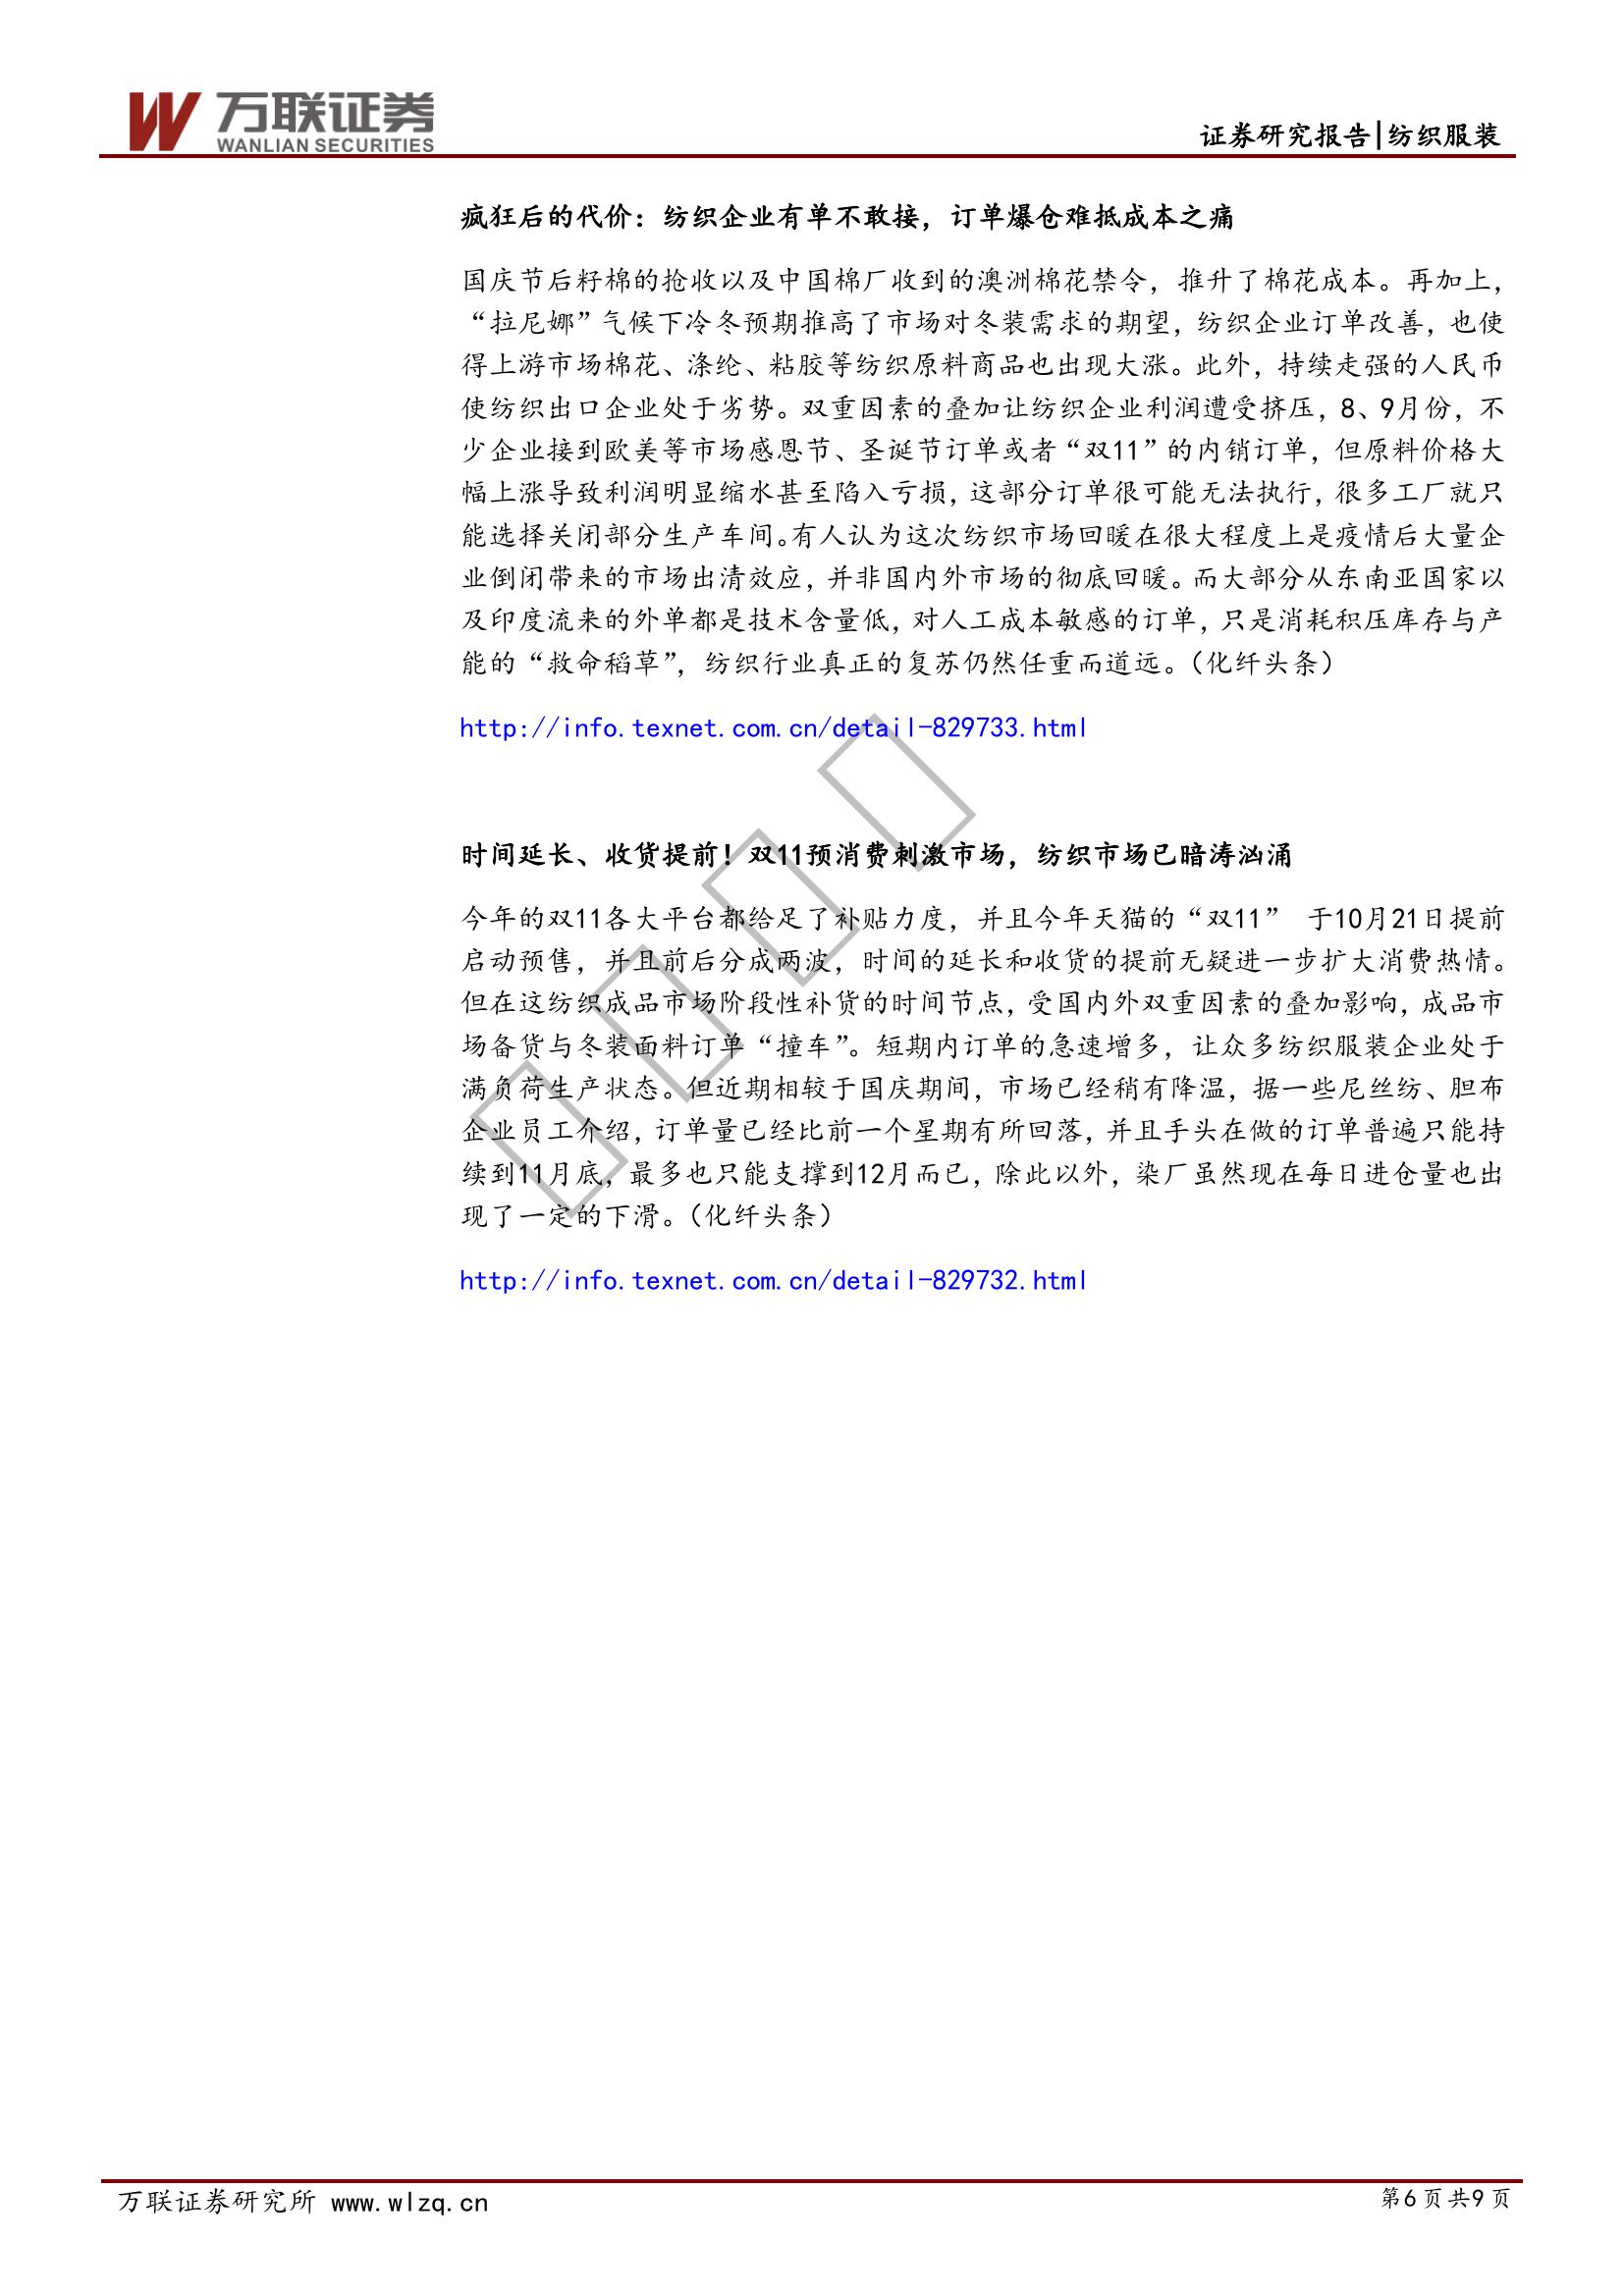 万联证券
WANLIAN SECURITIES
证券研究报告|纺织服装
疯狂后的代价：纺织企业有单不敢接，订单爆仓难抵成本之痛
国庆节后籽棉的抢收以及中国棉厂收到的澳洲棉花禁令，推升了棉花成本。再加上，
“拉尼娜”气候下冷冬预期推高了市场对冬装需求的期望，纺织企业订单改善，也使
得上游市场棉花、涤纶、粘胶等纺织原料商品也出现大涨。此外，持续走强的人民币
使纺织出口企业处于劣势。双重因素的叠加让纺织企业利润遭受挤压，8、9月份，不
少企业接到欧美等市场感恩节、圣诞节订单或者“双11”的内销订单，但原料价格大
幅上涨导致利润明显缩水甚至陷入亏损，这部分订单很可能无法执行，很多工厂就只
能选择关闭部分生产车间。有人认为这次纺织市场回暖在很大程度上是疫情后大量企
业倒闭带来的市场出清效应，并非国内外市场的彻底回暖。而大部分从东南亚国家以
及印度流来的外单都是技术含量低，对人工成本敏感的订单，只是消耗积压库存与产
能的“救命稻草”，纺织行业真正的复苏仍然任重而道远。（化纤头条）
http://info.texnet.com.cn/detail-829733.html
时间延长、收货提前！双11预消费刺激市场，纺织市场已暗涛汹涌
今年的双11各大平台都给足了补贴力度，并且今年天猫的“双11” 于10月21日提前
启动预售，并且前后分成两波，时间的延长和收货的提前无疑进一步扩大消费热情。
但在这纺织成品市场阶段性补货的时间节点，受国内外双重因素的叠加影响，成品市
场备货与冬装面料订单“撞车”。短期内订单的急速增多，让众多纺织服装企业处于
满负荷生产状态。但近期相较于国庆期间，市场已经稍有降温，据一些尼丝纺、胆布
企业员工介绍，订单量已经比前一个星期有所回落，并且手头在做的订单普遍只能持
续到11月底，最多也只能支撑到12月而已，除此以外，染厂虽然现在每日进仓量也出
现了一定的下滑。（化纤头条）
http://info.texnet.com.cn/detail-829732.html
万联证券研究所 www.wlzq.cn
第6页共9页